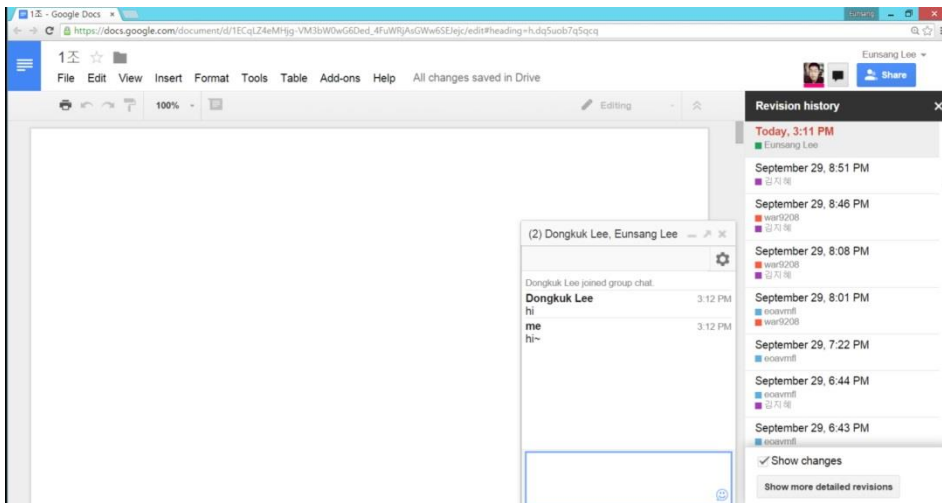 1조 - Google Docs
Eunsang
https://docs.google.com/document/d/1ECqLZ4eMHjg-VM3bW0wG6Ded_4FuWRjAsGWw6SEJejc/edit#heading=h.dq5uob7q5qcq
1조
Eunsang Lee
File Edit View Insert Format Tools Table Add-ons Help All changes saved in Drive
Share
100%
Editing
Revision history
Today, 3:11 PM
Eunsang Lee
September 29, 8:51 PM
김지혜
September 29, 8:46 PM
war9208
김지혜
September 29, 8:08 PM
war9208
김지혜
September 29, 8:01 PM
eoavmfl
war9208
September 29, 7:22 PM
eoavmfl
September 29, 6:44 PM
eoavmfl
김지혜
September 29, 6:43 PM
eoavmfl
Show changes
Show more detailed revisions
(2) Dongkuk Lee, Eunsang Lee
Dongkuk Lee joined group chat.
Dongkuk Lee 3:12 PM
hi
me 3:12 PM
hi~